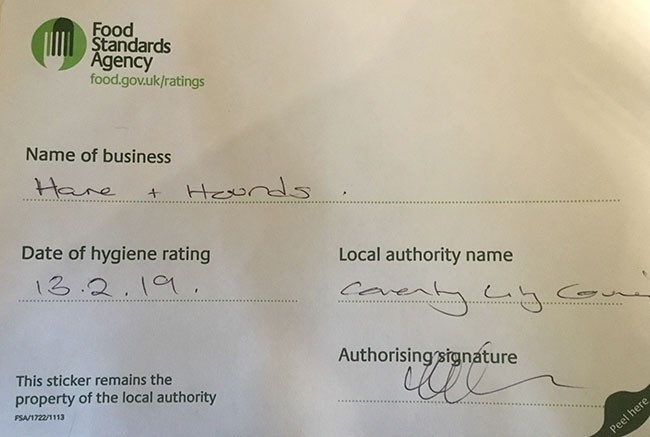 Food
Standards
Agency
food.gov.uk/ratings
Name of business
Hare + Hounds.
Date of hygiene rating
13.2.19.
Local authority name
Coventry City Counci
Authorising signature
This sticker remains the
property of the local authority
FSA/1722/1113
Peel here